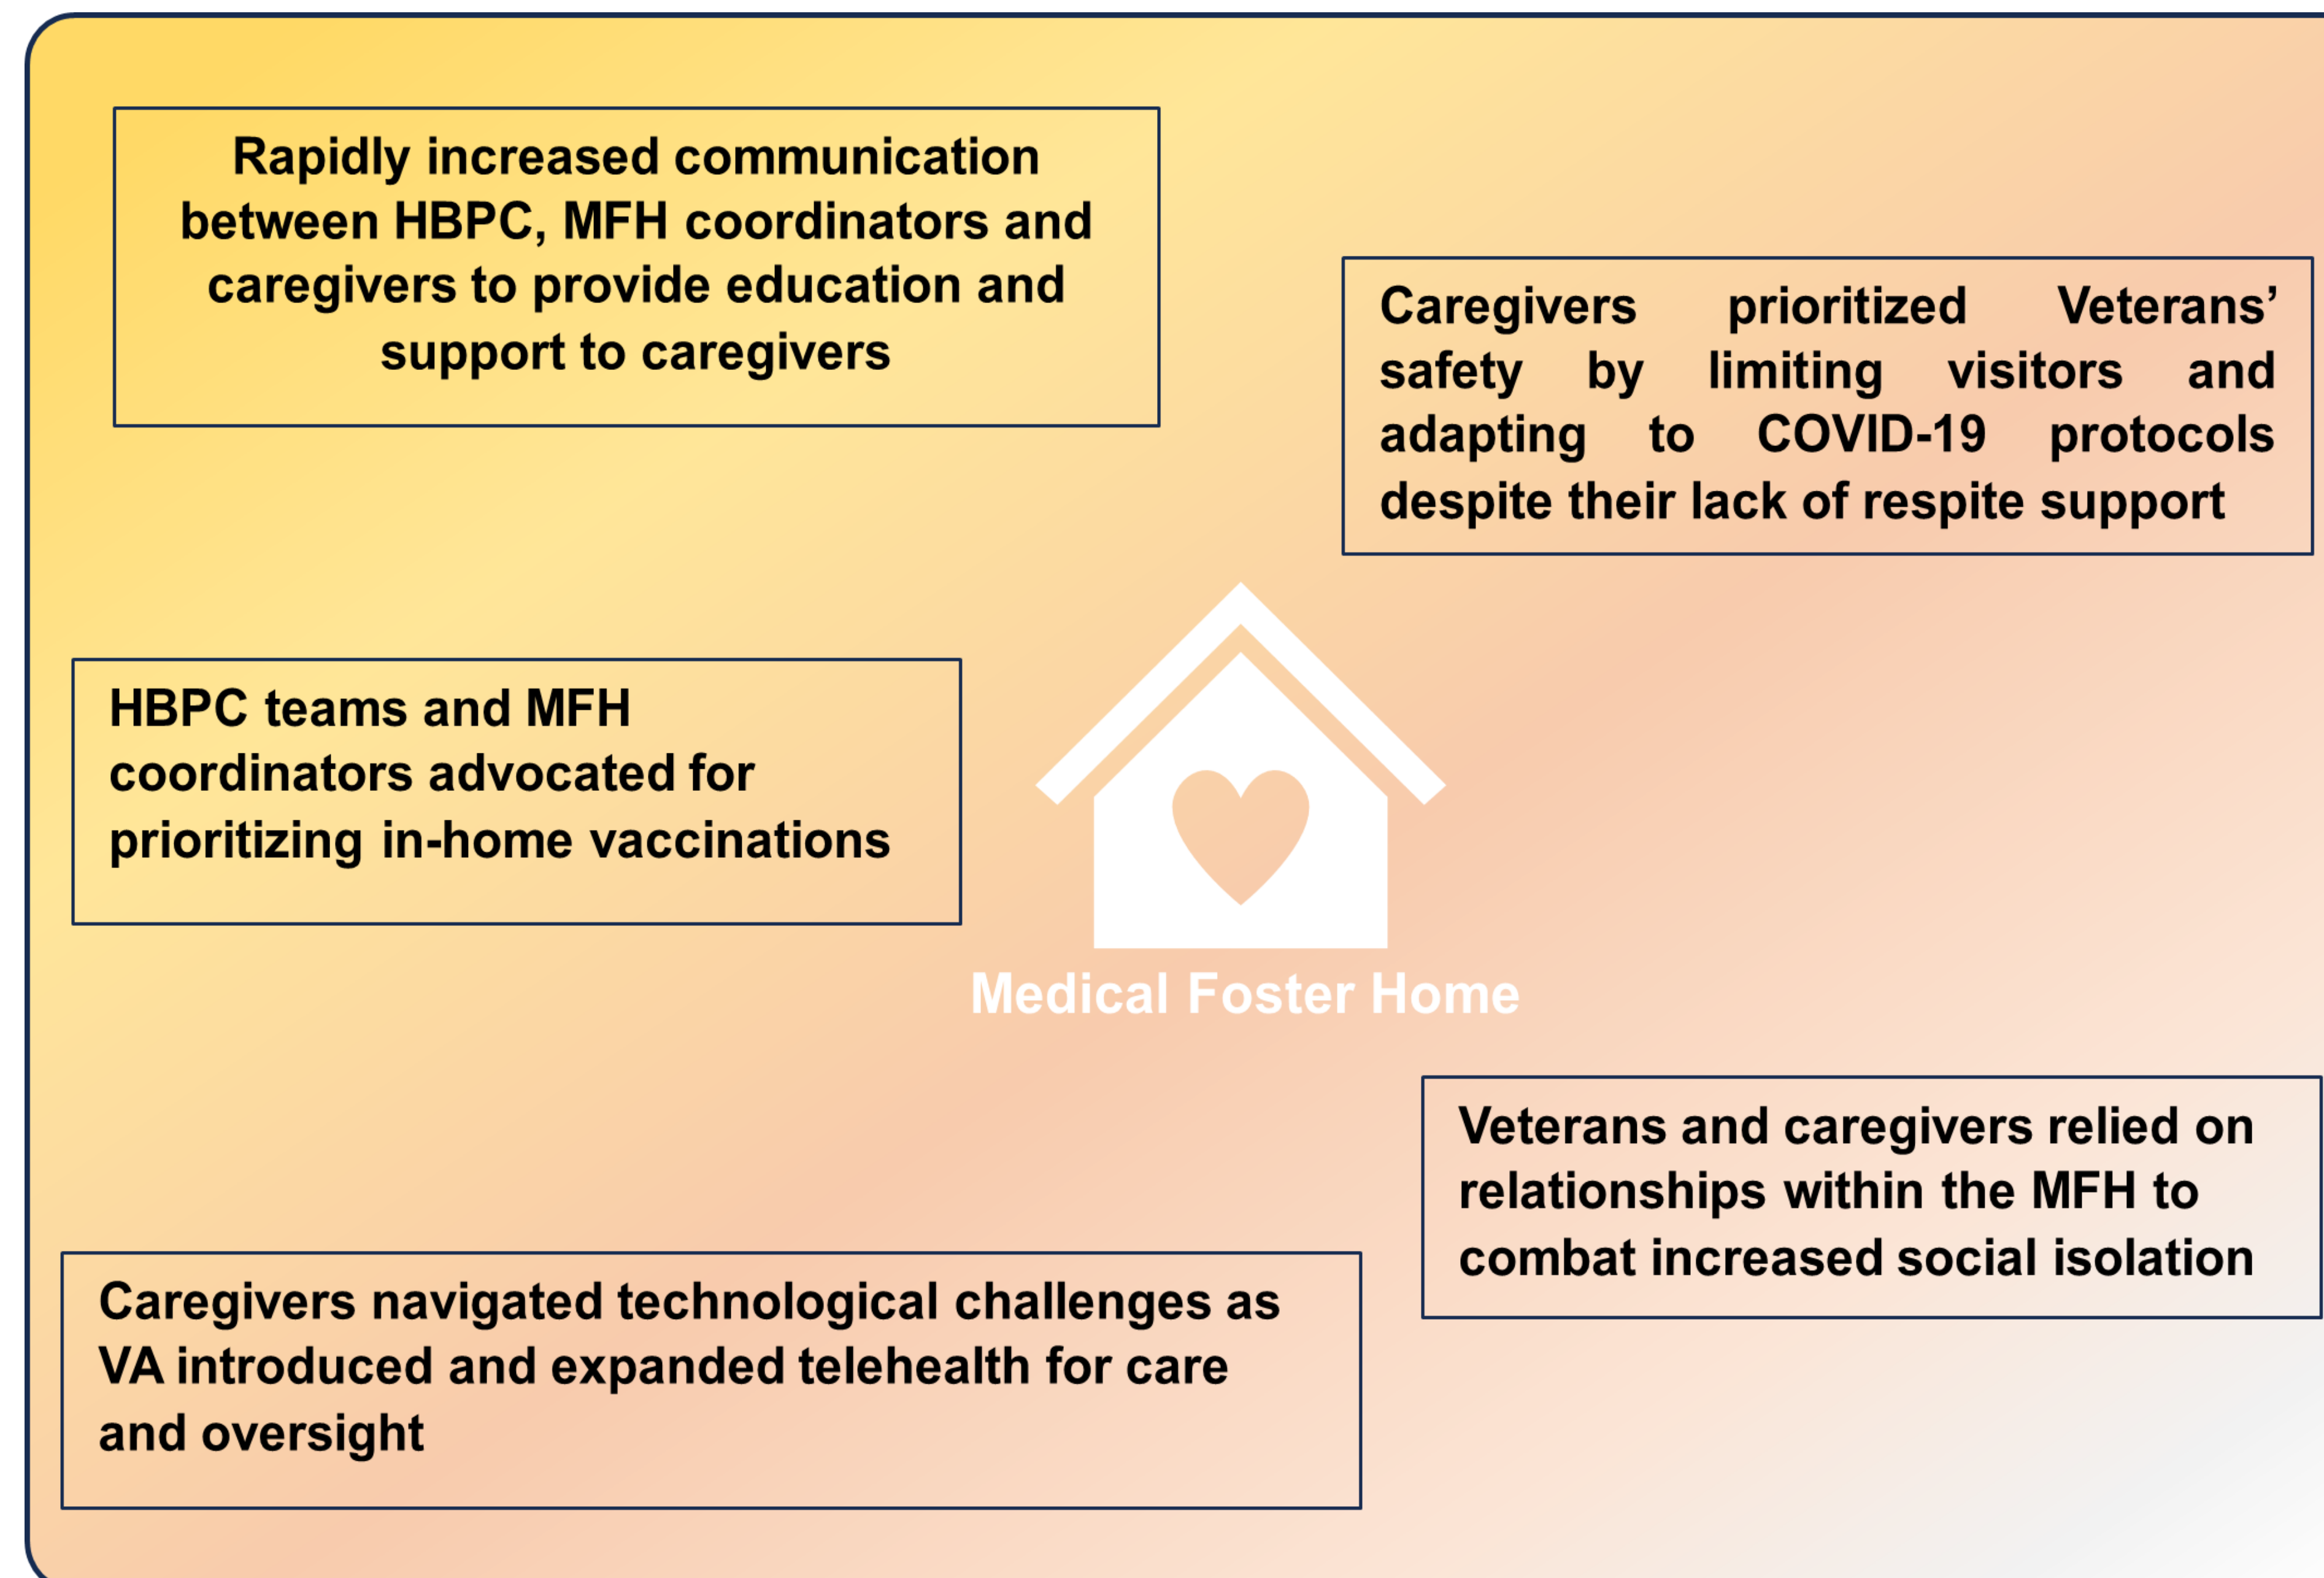 Rapidly increased communication
between HBPC, MFH coordinators and
caregivers to provide education and
support to caregivers
Caregivers prioritized Veterans’
safety by limiting visitors and
adapting to COVID-19 protocols
despite their lack of respite support
HBPC teams and MFH
coordinators advocated for
prioritizing in-home vaccinations
Medical Foster Home
Veterans and caregivers relied on
relationships within the MFH to
combat increased social isolation
Caregivers navigated technological challenges as
VA introduced and expanded telehealth for care
and oversight